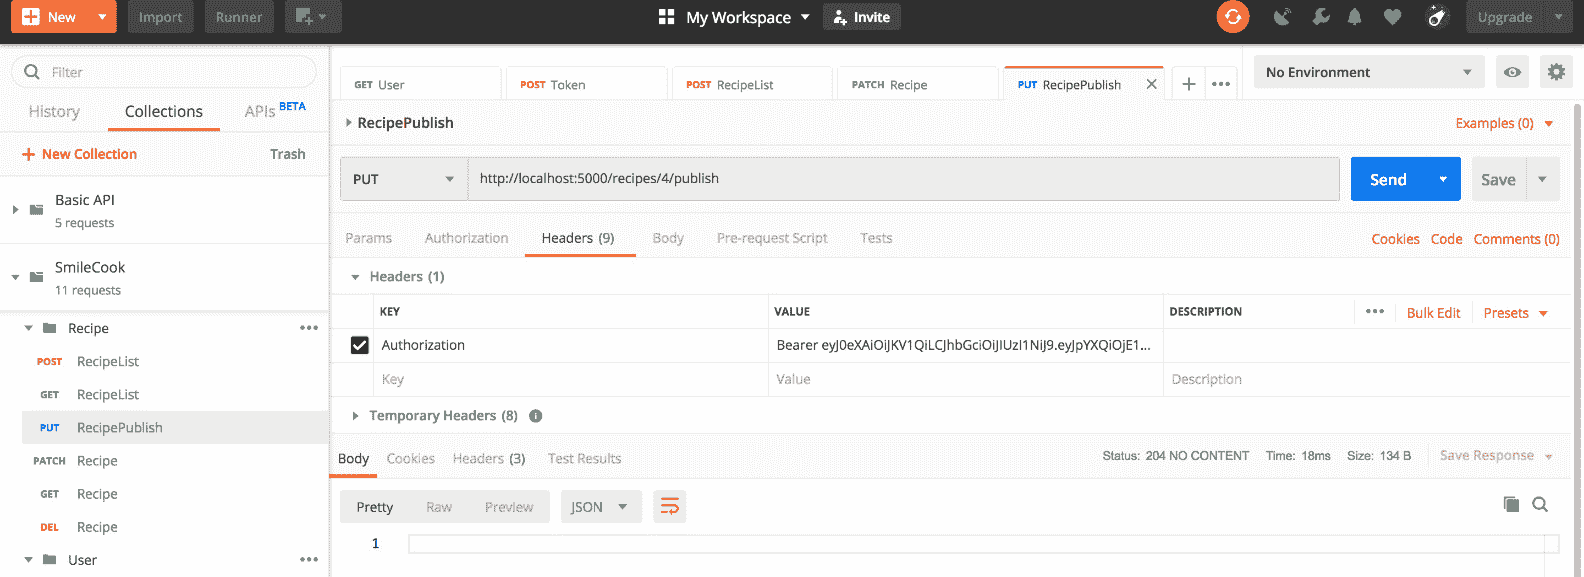 New Import Runner My Workspace Invite Upgrade
Filter
History Collections APIs BETA
+ New Collection Trash
Basic API
5 requests
SmileCook
11 requests
Recipe
POST RecipeList
GET RecipeList
PUT RecipePublish
PATCH Recipe
GET Recipe
DEL Recipe
User
GET User POST Token POST RecipeList PATCH Recipe PUT RecipePublish No Environment
RecipePublish Examples (0)
PUT http://localhost:5000/recipes/4/publish Send Save
Params Authorization Headers (9) Body Pre-request Script Tests Cookies Code Comments (0)
Headers (1)
KEY VALUE DESCRIPTION Bulk Edit Presets
Authorization Bearer eyJ0eXAiOiJKV1QiLCJhbGciOiJIUzI1NiJ9.eyJpYXQiOjE1...
Key Value Description
Temporary Headers (8)
Body Cookies Headers (3) Test Results Status: 204 NO CONTENT Time: 18ms Size: 134 B Save Response
Pretty Raw Preview JSON
1